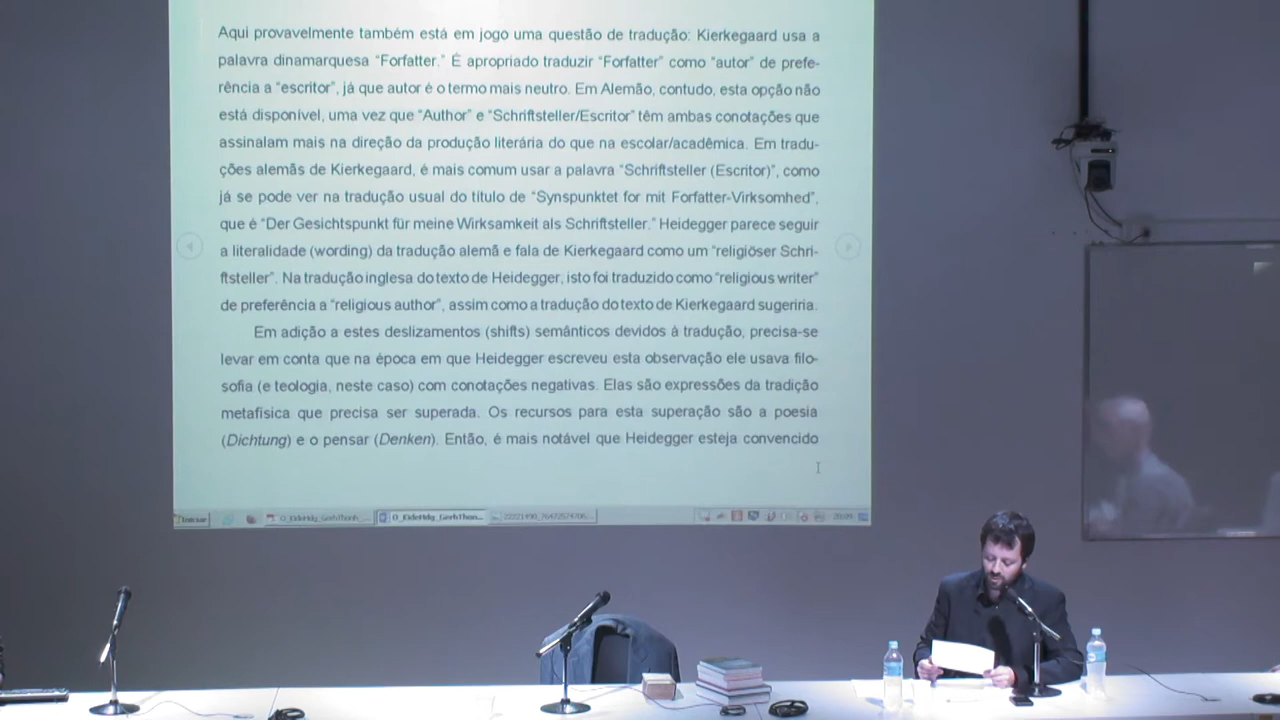 Aqui provavelmente também está em jogo uma questão de tradução: Kierkegaard usa a
palavra dinamarquesa “Forfatter.” É apropriado traduzir “Forfatter” como “autor” de prefe-
rência a “escritor”, já que autor é o termo mais neutro. Em Alemão, contudo, esta opção não
está disponível, uma vez que “Author” e “Schriftsteller/Escritor” têm ambas conotações que
assinalam mais na direção da produção literária do que na escolar/acadêmica. Em tradu-
ções alemãs de Kierkegaard, é mais comum usar a palavra “Schriftsteller (Escritor)”, como
já se pode ver na tradução usual do título de “Synspunktet for mit Forfatter-Virksomhed”,
que é “Der Gesichtspunkt für meine Wirksamkeit als Schriftsteller.” Heidegger parece seguir
a literalidade (wording) da tradução alemã e fala de Kierkegaard como um “religiöser Schri-
ftsteller”. Na tradução inglesa do texto de Heidegger, isto foi traduzido como “religious writer”
de preferência a “religious author”, assim como a tradução do texto de Kierkegaard sugeriria.
Em adição a estes deslizamentos (shifts) semânticos devidos à tradução, precisa-se
levar em conta que na época em que Heidegger escreveu esta observação ele usava filo-
sofia (e teologia, neste caso) com conotações negativas. Elas são expressões da tradição
metafísica que precisa ser superada. Os recursos para esta superação são a poesia
(Dichtung) e o pensar (Denken). Então, é mais notável que Heidegger esteja convencido
Iniciar
20:09